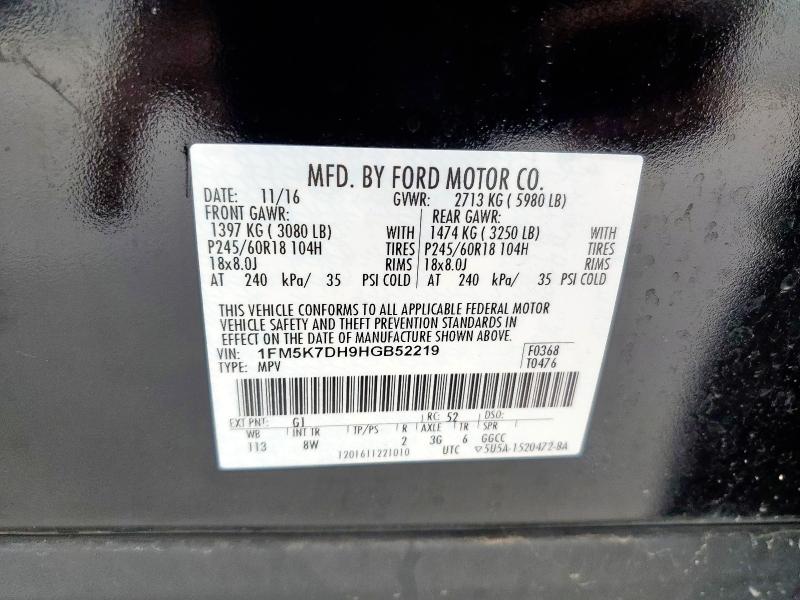 MFD. BY FORD MOTOR CO.
DATE: 11/16 GVWR: 2713 KG ( 5980 LB)
FRONT GAWR: REAR GAWR:
1397 KG ( 3080 LB) WITH 1474 KG ( 3250 LB) WITH
P245/60R18 104H TIRES P245/60R18 104H TIRES
18x8.0J RIMS 18x8.0J RIMS
AT 240 kPa/ 35 PSI COLD AT 240 kPa/ 35 PSI COLD
THIS VEHICLE CONFORMS TO ALL APPLICABLE FEDERAL MOTOR
VEHICLE SAFETY AND THEFT PREVENTION STANDARDS IN
EFFECT ON THE DATE OF MANUFACTURE SHOWN ABOVE.
VIN: 1FM5K7DH9HGB52219 F0368
TYPE: MPV T0476
EXT PNT: G1 RC: 52 DSO:
WB INT TR TP/PS R AXLE TR SPR
113 8W 2 3G 6 GGCC
1201611221010 UTC 5U5A-1520472-BA